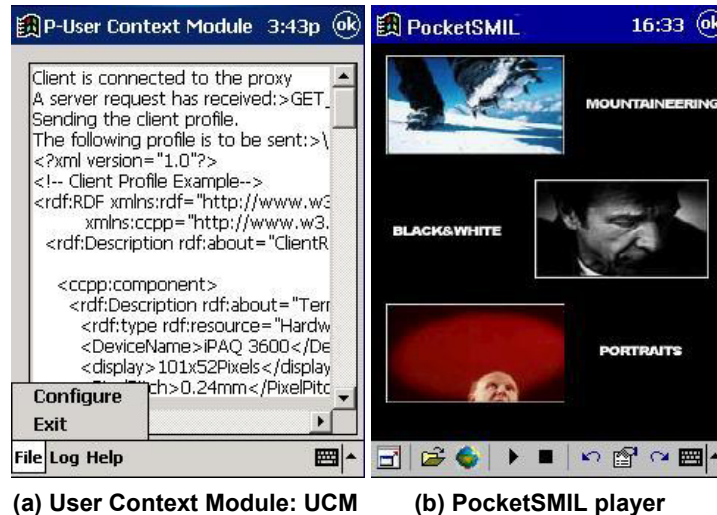 P-User Context Module 3:43p ok
Client is connected to the proxy
A server request has received:>GET_
Sending the client profile.
The following profile is to be sent:>\
<?xml version="1.0"?>
<!-- Client Profile Example-->
<rdf:RDF xmlns:rdf="http://www.w3
xmlns:ccpp="http://www.w3.
<rdf:Description rdf:about="ClientR
<ccpp:component>
<rdf:Description rdf:about="Terr
<rdf:type rdf:resource="Hardw
<DeviceName>iPAQ 3600</De
<display>101x52Pixels</display
ch>0.24mm</PixelPitc
Configure
Exit
File Log Help
(a) User Context Module: UCM
PocketSMIL 16:33 ok
MOUNTAINEERING
BLACK&WHITE
PORTRAITS
(b) PocketSMIL player